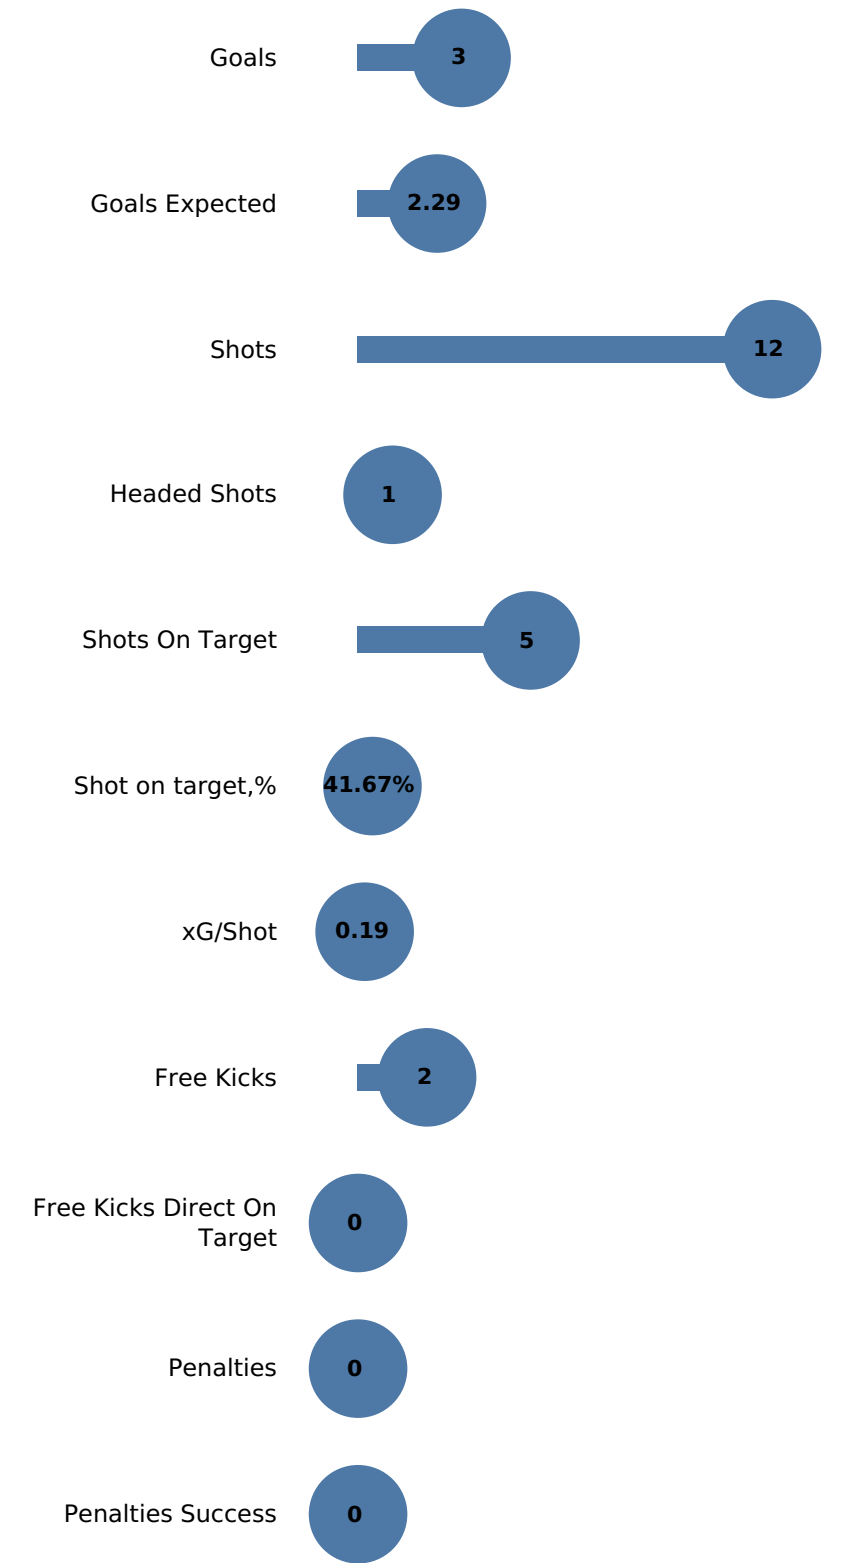 Goals
3
Goals Expected
2.29
Shots
12
Headed Shots
1
Shots On Target
5
Shot on target,%
41.67%
xG/Shot
0.19
Free Kicks
2
Free Kicks Direct On
Target
0
Penalties
0
Penalties Success
0